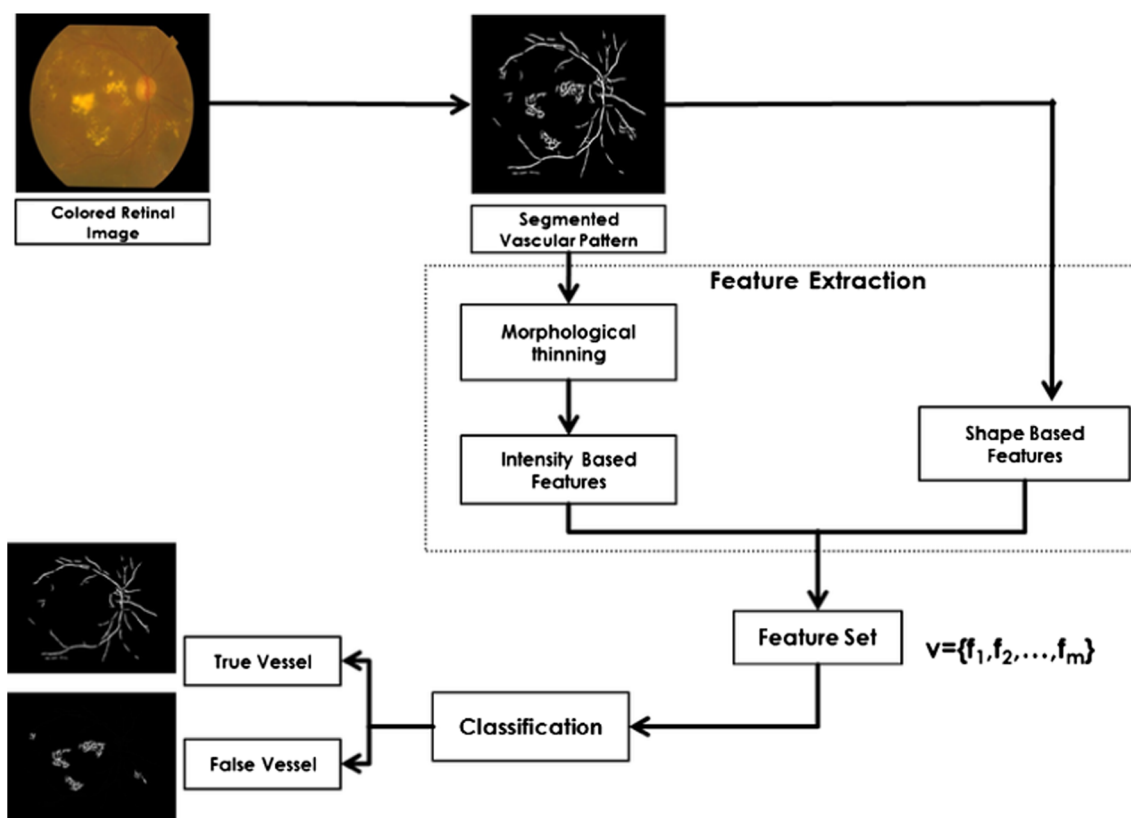 Colored Retinal
Image
Segmented
Vascular Pattern
Feature Extraction
Morphological
thinning
Intensity Based
Features
Shape Based
Features
Feature Set
v={f₁,f₂,...,fₘ}
Classification
True Vessel
False Vessel